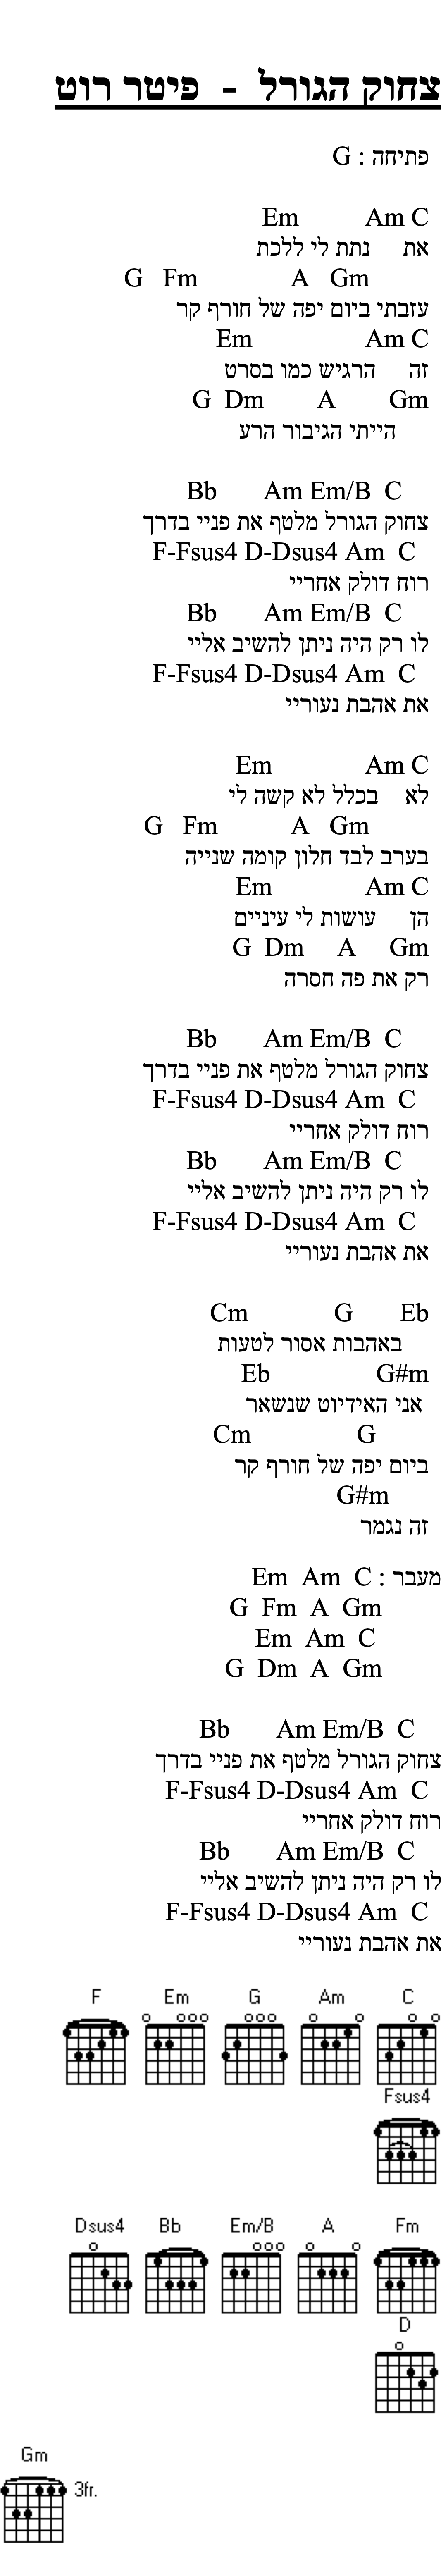 צחוק הגורל - פיטר רוט
פתיחה : G
Em Am C
את נתת לי ללכת
G Fm A Gm
עזבתי ביום יפה של חורף קר
Em Am C
זה הרגיש כמו בסרט
G Dm A Gm
הייתי הגיבור הרע
Bb Am Em/B C
צחוק הגורל מלטף את פניי בדרך
F-Fsus4 D-Dsus4 Am C
רוח דולק אחריי
Bb Am Em/B C
לו רק היה ניתן להשיב אליי
F-Fsus4 D-Dsus4 Am C
את אהבת נעוריי
Em Am C
לא בכלל לא קשה לי
G Fm A Gm
בערב לבד חלון קומה שנייה
Em Am C
הן עושות לי עיניים
G Dm A Gm
רק את פה חסרה
Bb Am Em/B C
צחוק הגורל מלטף את פניי בדרך
F-Fsus4 D-Dsus4 Am C
רוח דולק אחריי
Bb Am Em/B C
לו רק היה ניתן להשיב אליי
F-Fsus4 D-Dsus4 Am C
את אהבת נעוריי
Cm G Eb
באהבות אסור לטעות
Eb G#m
אני האידיוט שנשאר
Cm G
ביום יפה של חורף קר
G#m
זה נגמר
מעבר : Em Am C
G Fm A Gm
Em Am C
G Dm A Gm
Bb Am Em/B C
צחוק הגורל מלטף את פניי בדרך
F-Fsus4 D-Dsus4 Am C
רוח דולק אחריי
Bb Am Em/B C
לו רק היה ניתן להשיב אליי
F-Fsus4 D-Dsus4 Am C
את אהבת נעוריי
F Em G Am C
Fsus4
Dsus4 Bb Em/B A Fm
D
Gm
3fr.